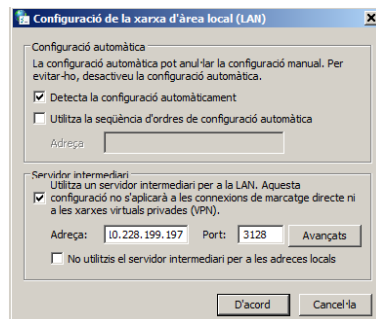 Configuració de la xarxa d'àrea local (LAN)
Configuració automàtica
La configuració automàtica pot anul·lar la configuració manual. Per
evitar-ho, desactiveu la configuració automàtica.
Detecta la configuració automàticament
Utilitza la seqüència d'ordres de configuració automàtica
Adreça
Servidor intermediari
Utilitza un servidor intermediari per a la LAN. Aquesta
configuració no s'aplicarà a les connexions de marcatge directe ni
a les xarxes virtuals privades (VPN).
Adreça: 10.228.199.197 Port: 3128 Avançats
No utilitzis el servidor intermediari per a les adreces locals
D'acord Cancel·la